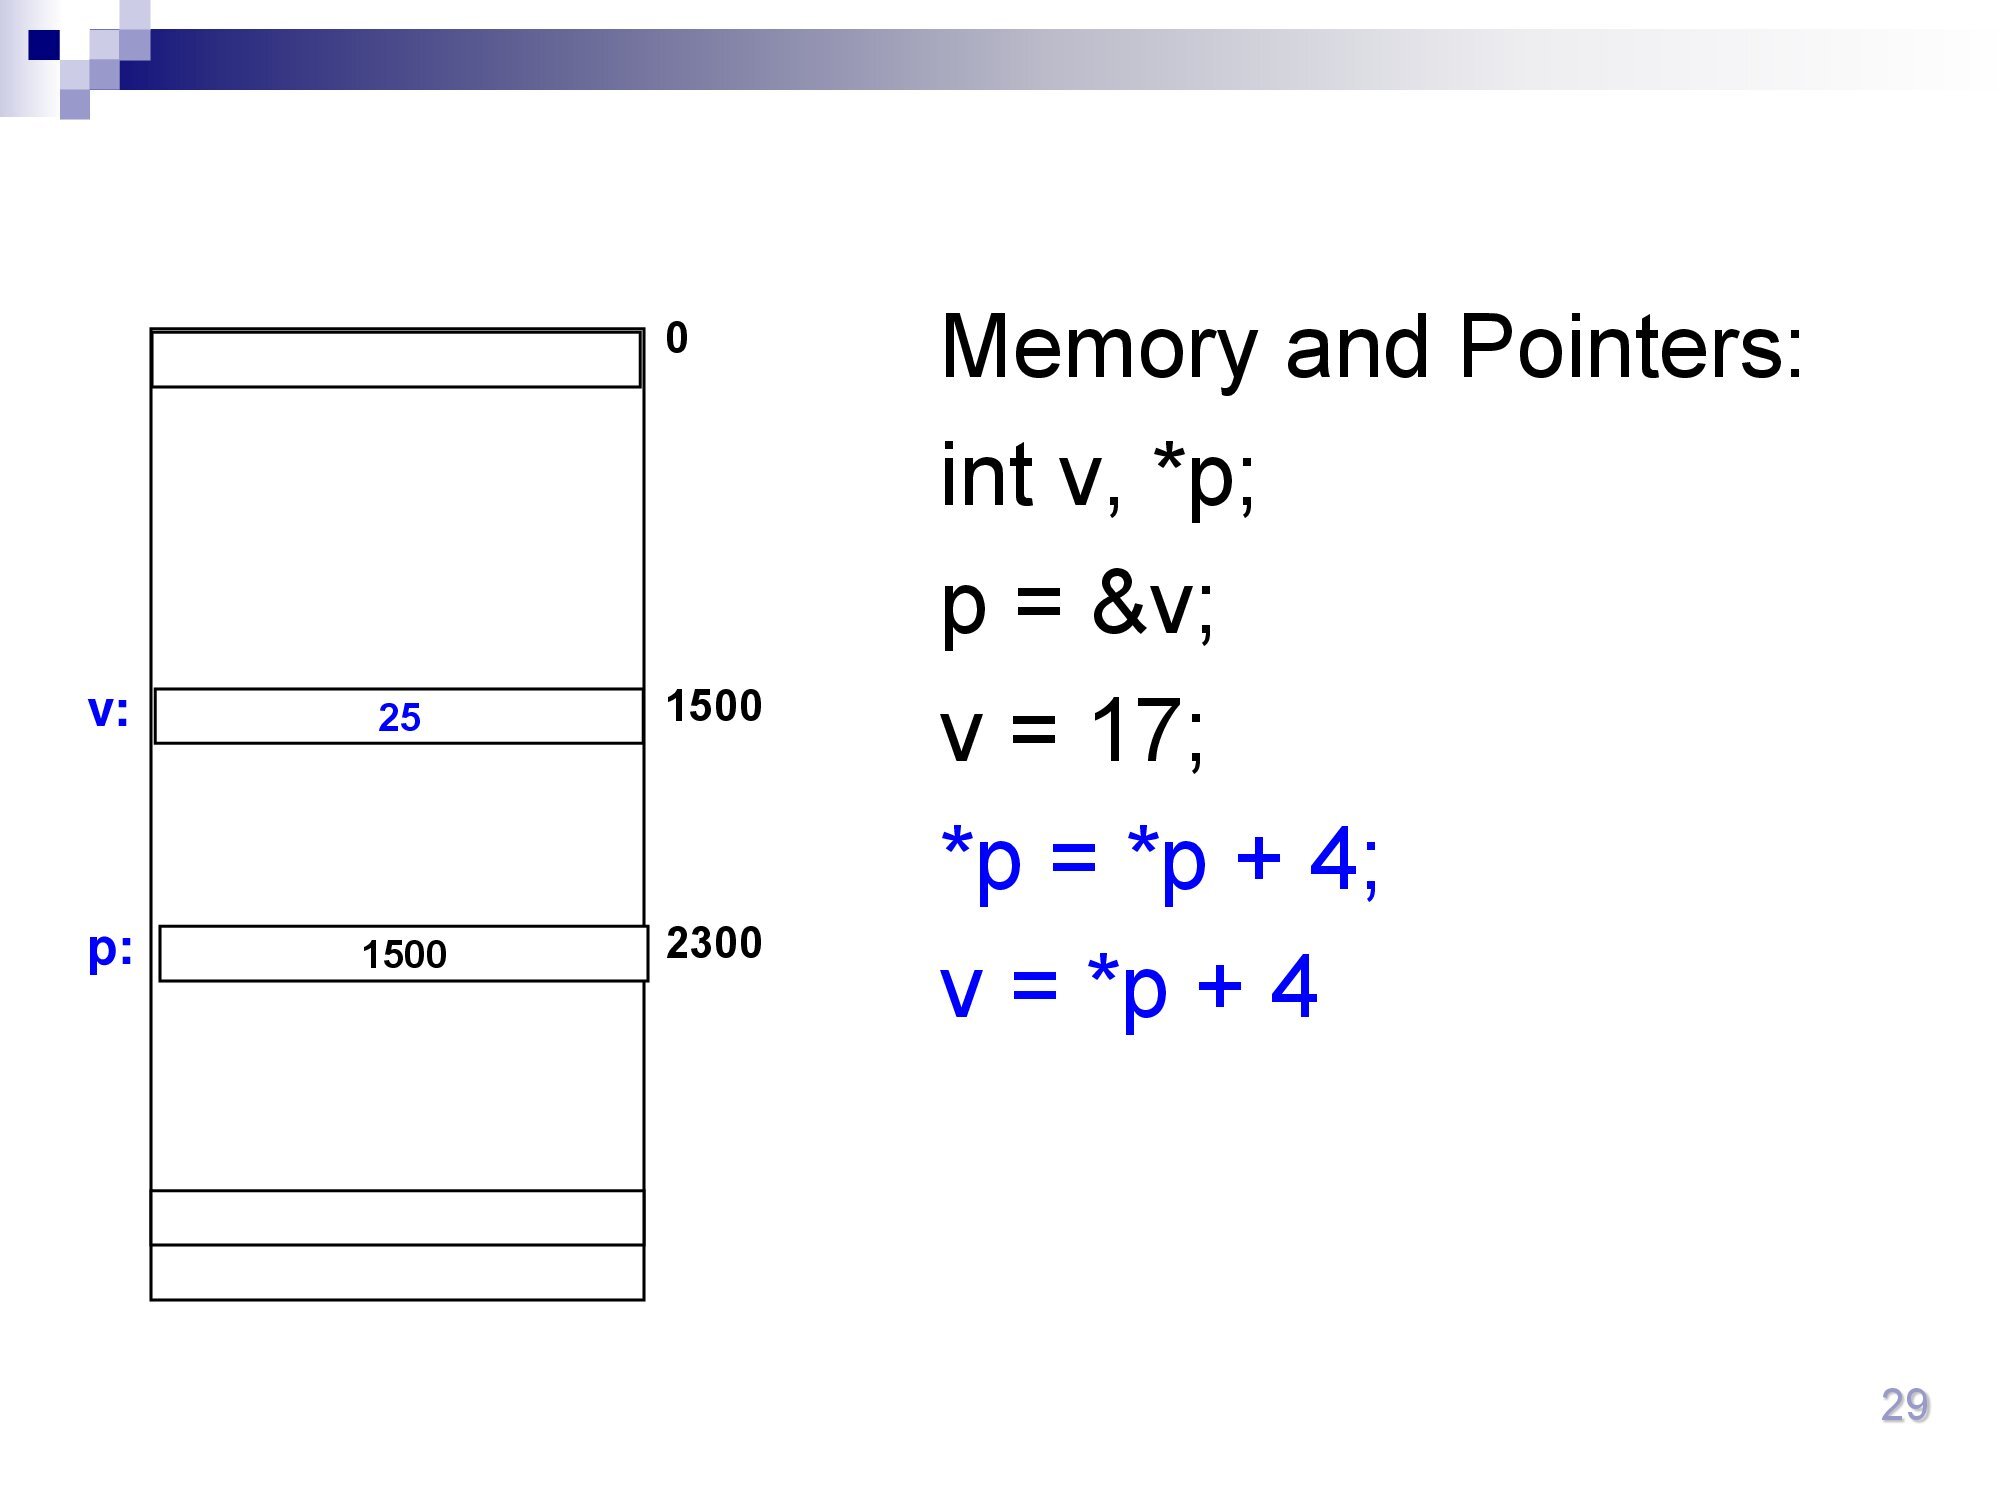 0
v:
25
1500
p:
1500
2300
Memory and Pointers:
int v, *p;
p = &v;
v = 17;
*p = *p + 4;
v = *p + 4
29